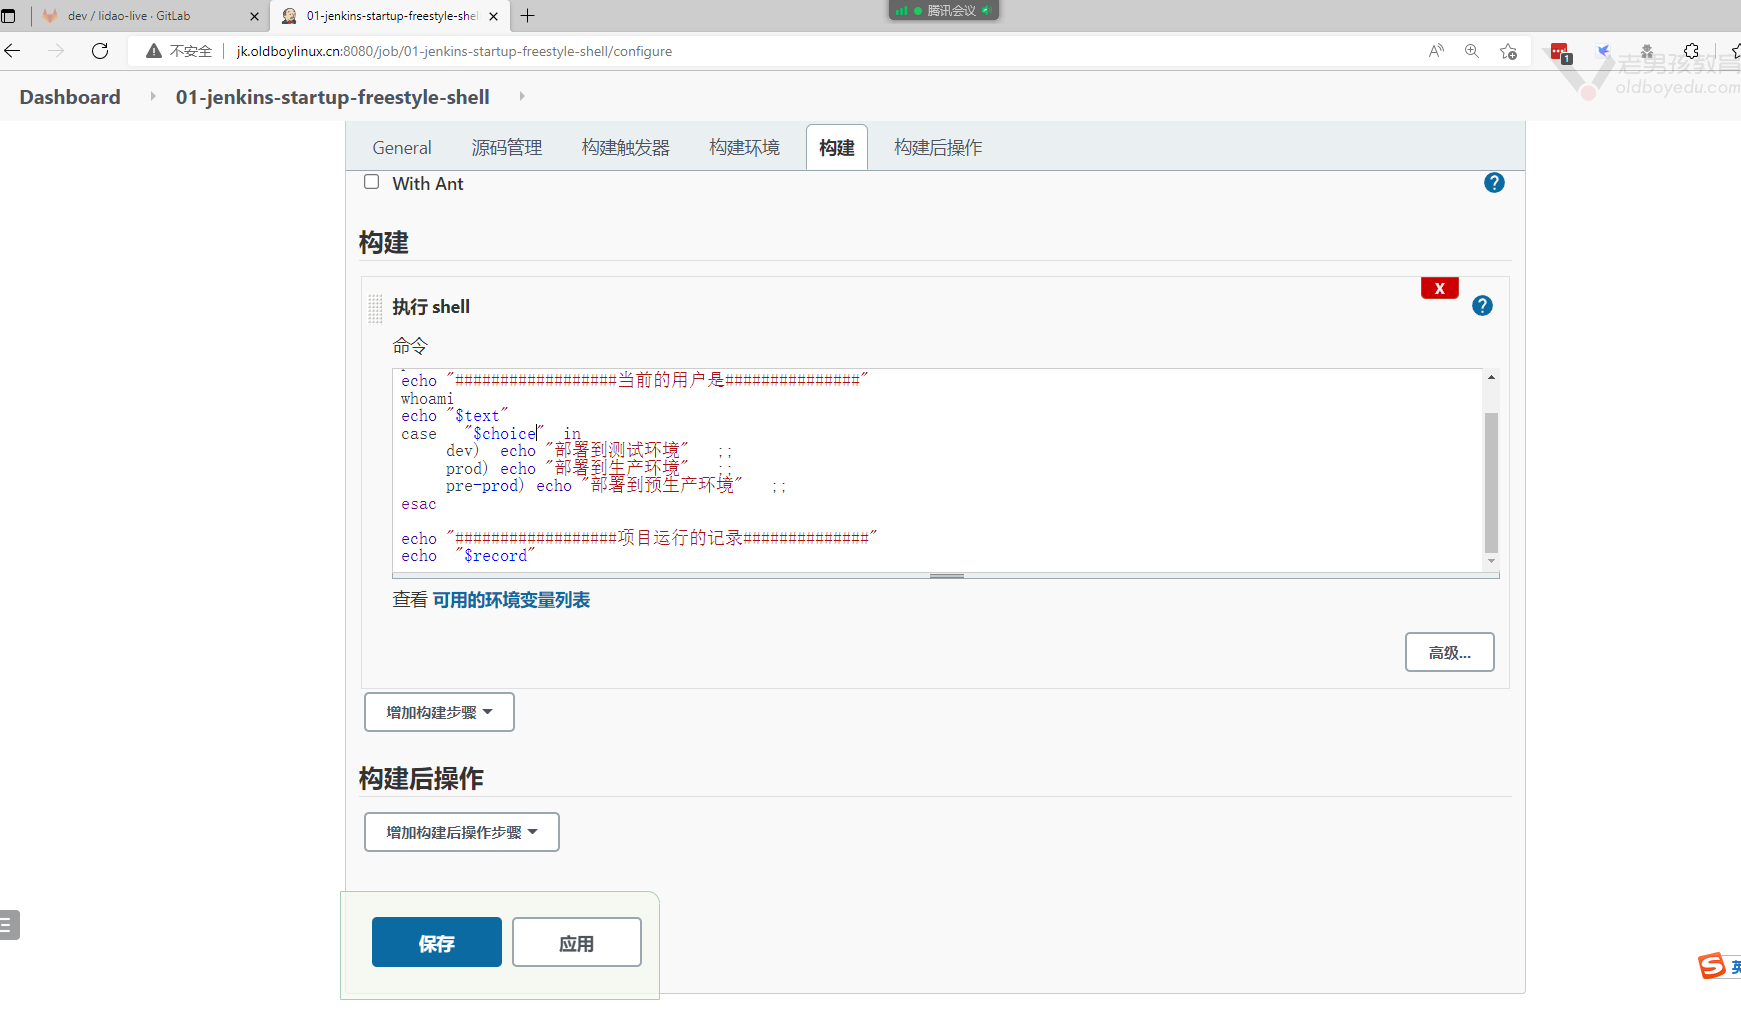 dev / lidao-live · GitLab
01-jenkins-startup-freestyle-shel
腾讯会议
不安全
jk.oldboylinux.cn:8080/job/01-jenkins-startup-freestyle-shell/configure
1
老男孩教育
oldboyedu.com
Dashboard
01-jenkins-startup-freestyle-shell
General
源码管理
构建触发器
构建环境
构建
构建后操作
With Ant
?
构建
X
执行 shell
?
命令
echo "##################当前的用户是###############"
whoami
echo "$text"
case   "$choice"  in
     dev)  echo "部署到测试环境"   ;;
     prod) echo "部署到生产环境"   ;;
     pre-prod) echo "部署到预生产环境"   ;;
esac
echo "##################项目运行的记录##############"
echo  "$record"
查看 可用的环境变量列表
高级...
增加构建步骤
构建后操作
增加构建后操作步骤
保存
应用
S 英